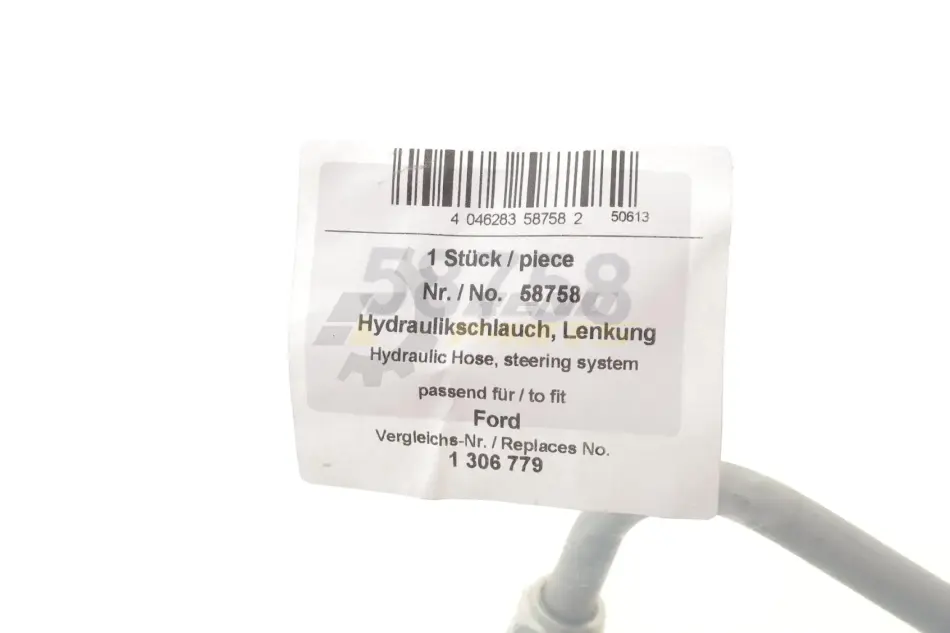 4 046283 58758 2 50613
1 Stück / piece
58758
Nr. / No. 58758
Hydraulikschlauch, Lenkung
Hydraulic Hose, steering system
passend für / to fit
Ford
Vergleichs-Nr. / Replaces No.
1 306 779